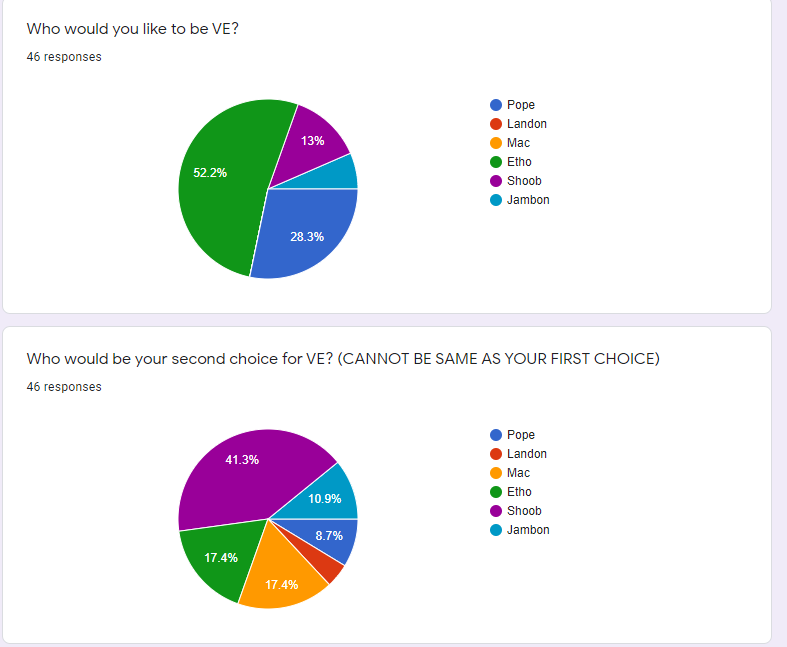 Who would you like to be VE?
46 responses
52.2%
13%
28.3%
Pope
Landon
Mac
Etho
Shoob
Jambon
Who would be your second choice for VE? (CANNOT BE SAME AS YOUR FIRST CHOICE)
46 responses
41.3%
10.9%
8.7%
17.4%
17.4%
Pope
Landon
Mac
Etho
Shoob
Jambon